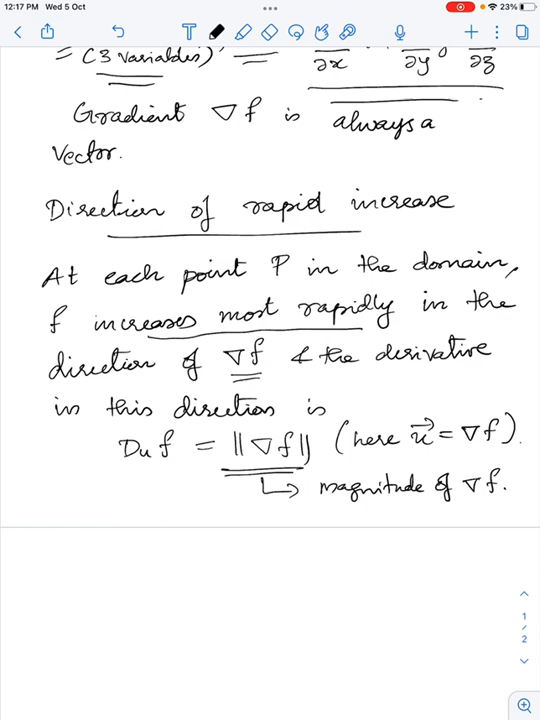 12:17 PM Wed 5 Oct
23%
= (3 variables) = ∂x ∂y ∂z
Gradient ∇f is always a
Vector.
Direction of rapid increase
At each point P in the domain,
f increases most rapidly in the
direction of ∇f & the derivative
in this direction is
Du f = ||∇f|| (here u⃗ = ∇f).
↳ magnitude of ∇f.
1
/
2